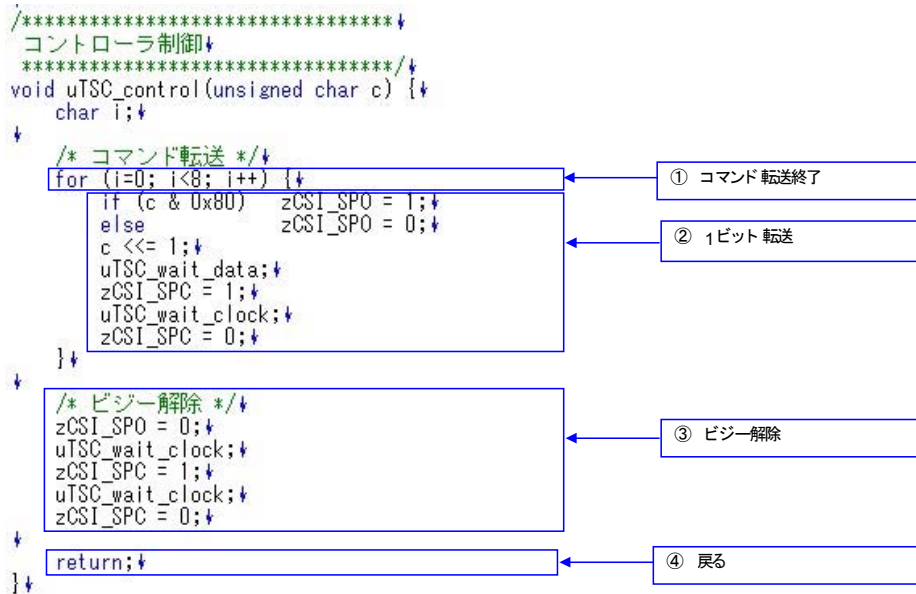 /*********************************↓
コントローラ制御↓
*********************************/↓
void uTSC_control(unsigned char c) {↓
char i;↓
↓
/* コマンド転送 */↓
for (i=0; i<8; i++) {↓
① コマンド 転送終了
if (c & 0x80) zCSI_SPO = 1;↓
else zCSI_SPO = 0;↓
② 1ビット 転送
c <<= 1;↓
uTSC_wait_data;↓
zCSI_SPC = 1;↓
uTSC_wait_clock;↓
zCSI_SPC = 0;↓
}↓
↓
/* ビジー解除 */↓
zCSI_SPO = 0;↓
③ ビジー解除
uTSC_wait_clock;↓
zCSI_SPC = 1;↓
uTSC_wait_clock;↓
zCSI_SPC = 0;↓
↓
return;↓
④ 戻る
}↓